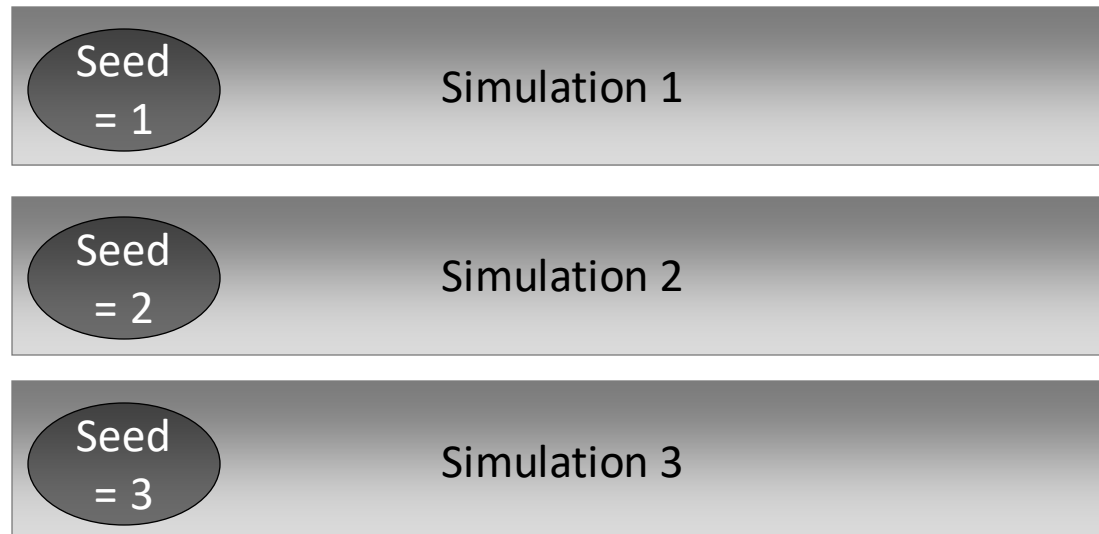 Seed
= 1
Simulation 1
Seed
= 2
Simulation 2
Seed
= 3
Simulation 3